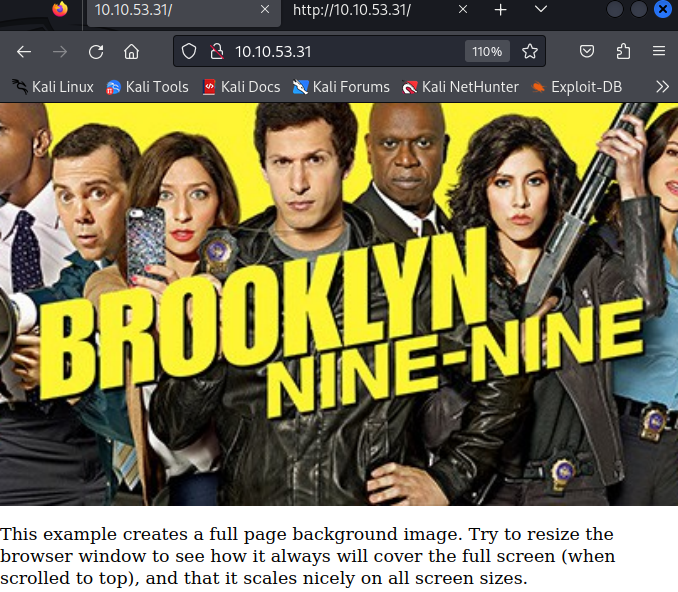 10.10.53.31/
http://10.10.53.31/
10.10.53.31
110%
Kali Linux
Kali Tools
Kali Docs
Kali Forums
Kali NetHunter
Exploit-DB
BROOKLYN
NINE-NINE
This example creates a full page background image. Try to resize the
browser window to see how it always will cover the full screen (when
scrolled to top), and that it scales nicely on all screen sizes.